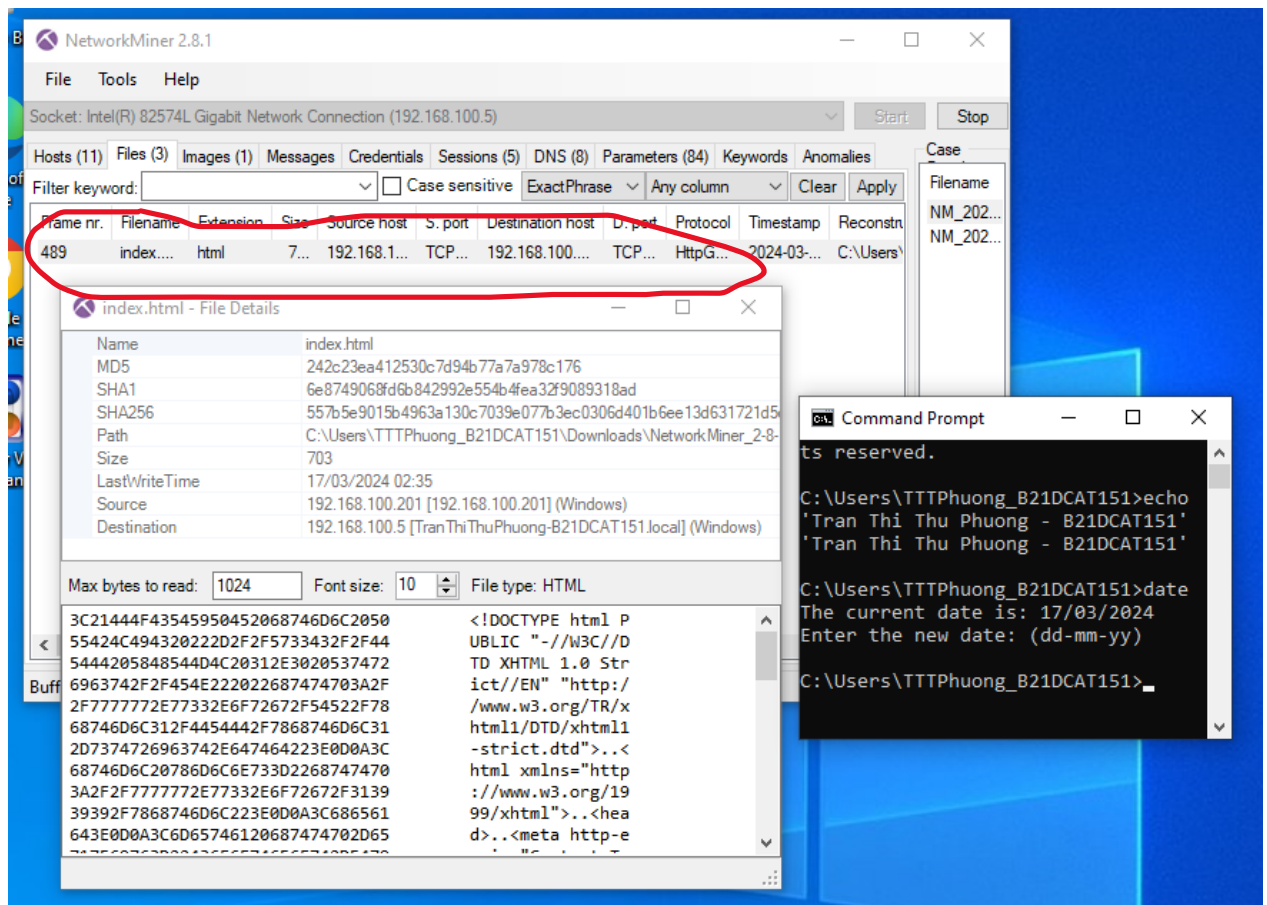 NetworkMiner 2.8.1
File Tools Help
Socket: Intel(R) 82574L Gigabit Network Connection (192.168.100.5) Start Stop
Hosts (11) Files (3) Images (1) Messages Credentials Sessions (5) DNS (8) Parameters (84) Keywords Anomalies
Case
Filter keyword: Case sensitive ExactPhrase Any column Clear Apply
Filename
NM_202...
NM_202...
Frame nr. Filename Extension Size Source host S. port Destination host D. port Protocol Timestamp Reconstru
489 index.... html 7... 192.168.1... TCP... 192.168.100.... TCP... HttpG... 2024-03-... C:\Users\
index.html - File Details
Name index.html
MD5 242c23ea412530c7d94b77a7a978c176
SHA1 6e8749068fd6b842992e554b4fea32f9089318ad
SHA256 557b5e9015b4963a130c7039e077b3ec0306d401b6ee13d631721d5
Path C:\Users\TTTPhuong_B21DCAT151\Downloads\NetworkMiner_2-8-
Size 703
LastWriteTime 17/03/2024 02:35
Source 192.168.100.201 [192.168.100.201] (Windows)
Destination 192.168.100.5 [TranThiThuPhuong-B21DCAT151.local] (Windows)
Max bytes to read: 1024 Font size: 10 File type: HTML
3C21444F43545950452068746D6C2050 <!DOCTYPE html P
55424C494320222D2F2F5733432F2F44 UBLIC "-//W3C//D
5444205848544D4C20312E3020537472 TD XHTML 1.0 Str
6963742F2F454E222022687474703A2F ict//EN" "http:/
2F7777772E77332E6F72672F54522F78 /www.w3.org/TR/x
68746D6C312F4454442F7868746D6C31 html1/DTD/xhtml1
2D7374726963742E647464223E0D0A3C -strict.dtd">..<
68746D6C20786D6C6E733D2268747470 html xmlns="http
3A2F2F7777772E77332E6F72672F3139 ://www.w3.org/19
39392F7868746D6C223E0D0A3C686561 99/xhtml">..<hea
643E0D0A3C6D65746120687474702D65 d>..<meta http-e
Buff
Command Prompt
ts reserved.
C:\Users\TTTPhuong_B21DCAT151>echo
'Tran Thi Thu Phuong - B21DCAT151'
'Tran Thi Thu Phuong - B21DCAT151'
C:\Users\TTTPhuong_B21DCAT151>date
The current date is: 17/03/2024
Enter the new date: (dd-mm-yy)
C:\Users\TTTPhuong_B21DCAT151>